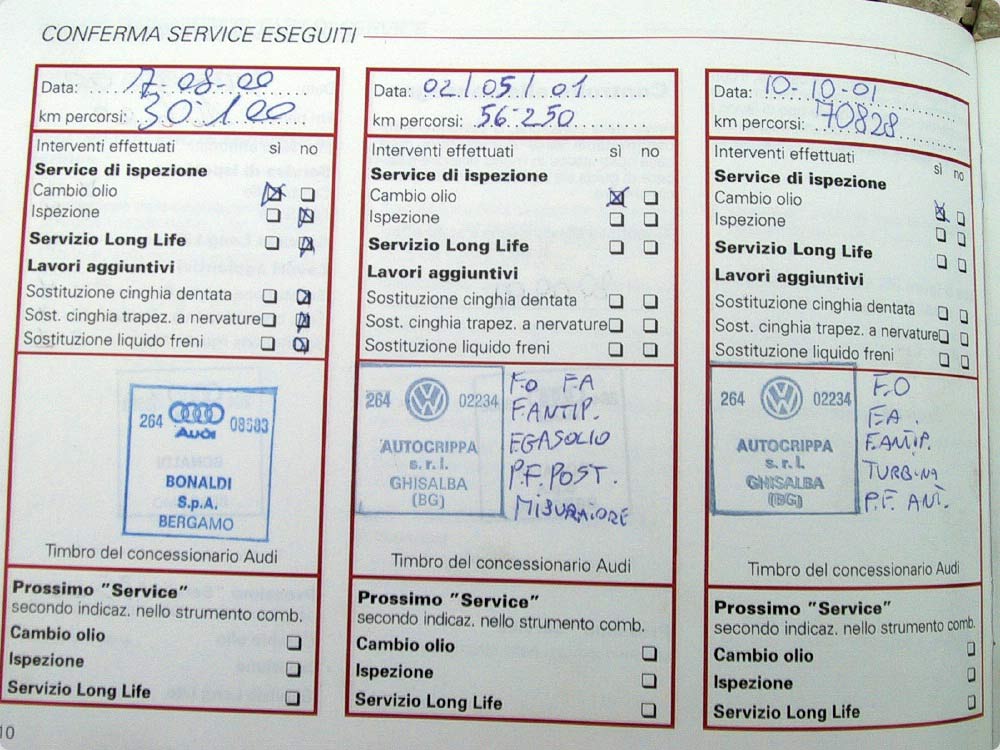 CONFERMA SERVICE ESEGUITI
Data: 17-08-00
km percorsi: 30.100
Interventi effettuati sì no
Service di ispezione
Cambio olio
Ispezione
Servizio Long Life
Lavori aggiuntivi
Sostituzione cinghia dentata
Sost. cinghia trapez. a nervature
Sostituzione liquido freni
264 Audi 08583
BONALDI
S.p.A.
BERGAMO
Timbro del concessionario Audi
Prossimo "Service"
secondo indicaz. nello strumento comb.
Cambio olio
Ispezione
Servizio Long Life
Data: 02/05/01
km percorsi: 56.250
Interventi effettuati sì no
Service di ispezione
Cambio olio
Ispezione
Servizio Long Life
Lavori aggiuntivi
Sostituzione cinghia dentata
Sost. cinghia trapez. a nervature
Sostituzione liquido freni
264 VW 02234
AUTOCRIPPA
s.r.l.
GHISALBA
(BG)
F.O F.A
F.ANTIP.
F.GASOLIO
P.F. POST.
Timbro del concessionario Audi
Prossimo "Service"
secondo indicaz. nello strumento comb.
Cambio olio
Ispezione
Servizio Long Life
Data: 10-10-01
km percorsi: 70828
Interventi effettuati sì no
Service di ispezione
Cambio olio
Ispezione
Servizio Long Life
Lavori aggiuntivi
Sostituzione cinghia dentata
Sost. cinghia trapez. a nervature
Sostituzione liquido freni
264 VW 02234
AUTOCRIPPA
s.r.l.
GHISALBA
(BG)
F.O
F.A.
F.ANTIP.
TURBINA
P.F. ANT.
Timbro del concessionario Audi
Prossimo "Service"
secondo indicaz. nello strumento comb.
Cambio olio
Ispezione
Servizio Long Life
10